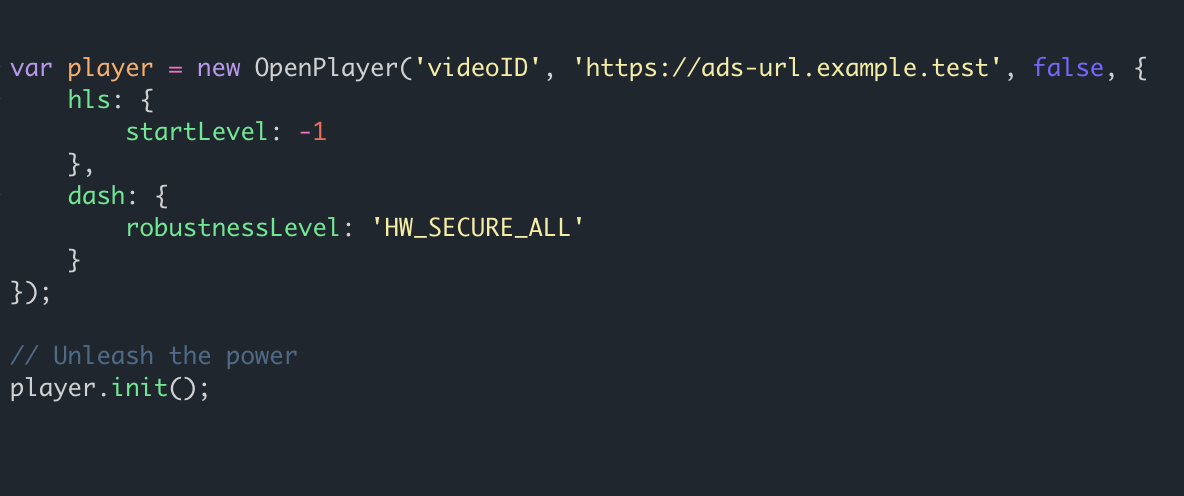 var player = new OpenPlayer('videoID', 'https://ads-url.example.test', false, {
    hls: {
        startLevel: -1
    },
    dash: {
        robustnessLevel: 'HW_SECURE_ALL'
    }
});

// Unleash the power
player.init();